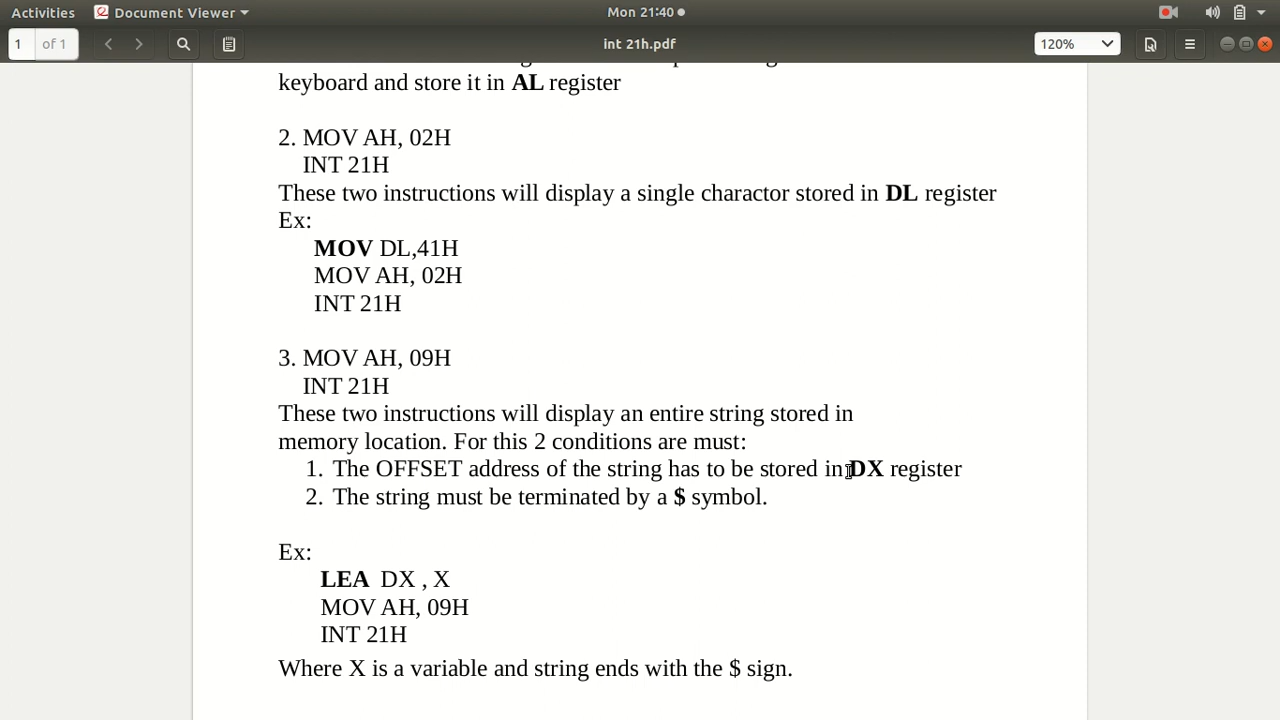 Activities Document Viewer Mon 21:40
1 of 1 int 21h.pdf 120%
keyboard and store it in AL register
2. MOV AH, 02H
INT 21H
These two instructions will display a single charactor stored in DL register
Ex:
MOV DL,41H
MOV AH, 02H
INT 21H
3. MOV AH, 09H
INT 21H
These two instructions will display an entire string stored in
memory location. For this 2 conditions are must:
1. The OFFSET address of the string has to be stored in DX register
2. The string must be terminated by a $ symbol.
Ex:
LEA DX , X
MOV AH, 09H
INT 21H
Where X is a variable and string ends with the $ sign.